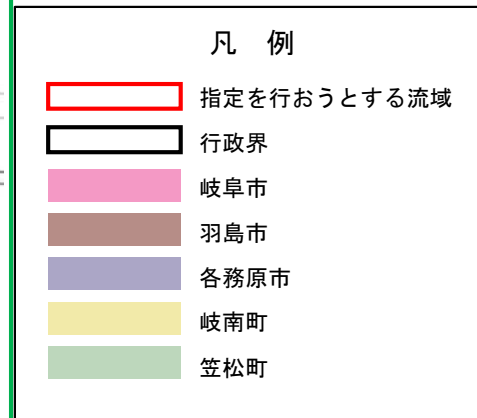 凡 例
指定を行おうとする流域
行政界
岐阜市
羽島市
各務原市
岐南町
笠松町